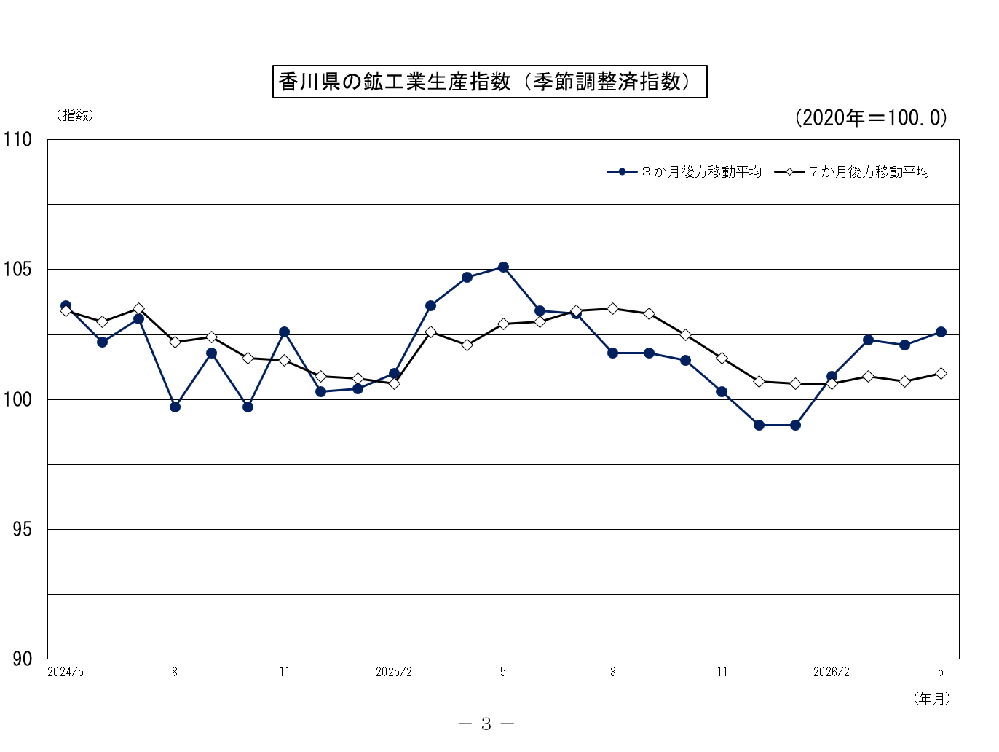 香川県の鉱工業生産指数（季節調整済指数）
（指数）
(2020年＝100.0)
110
３か月後方移動平均 ７か月後方移動平均
105
100
95
90
2024/5 8 11 2025/2 5 8 11 2026/2 5
（年月）
－ 3 －